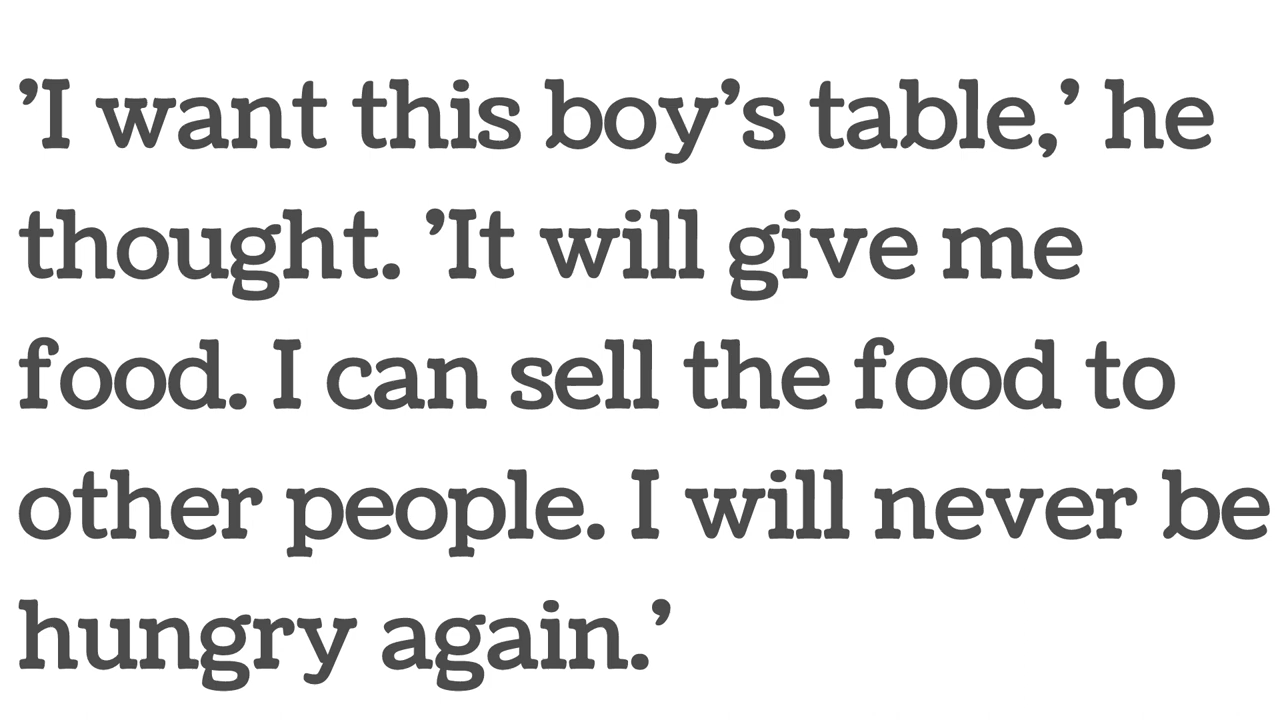 ’I want this boy’s table,’ he
thought. ’It will give me
food. I can sell the food to
other people. I will never be
hungry again.’